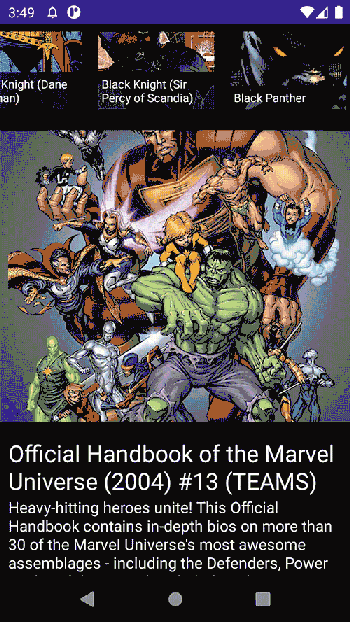 3:49
Knight (Dane
nan)
Black Knight (Sir
Percy of Scandia)
Black Panther
Official Handbook of the Marvel
Universe (2004) #13 (TEAMS)
Heavy-hitting heroes unite! This Official
Handbook contains in-depth bios on more than
30 of the Marvel Universe's most awesome
assemblages - including the Defenders, Power